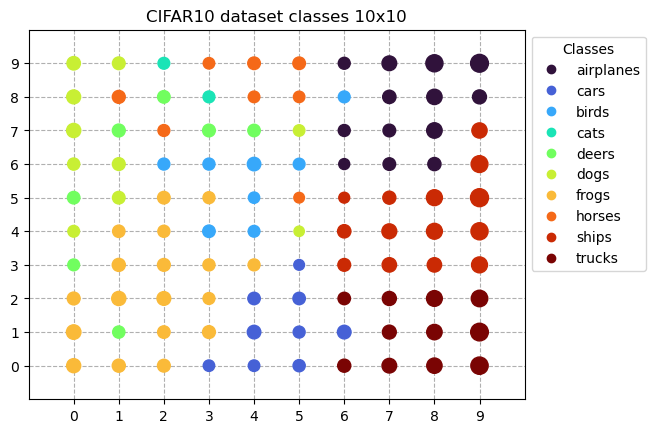 CIFAR10 dataset classes 10x10
9
8
7
6
5
4
3
2
1
0
0 1 2 3 4 5 6 7 8 9
Classes
airplanes
cars
birds
cats
deers
dogs
frogs
horses
ships
trucks